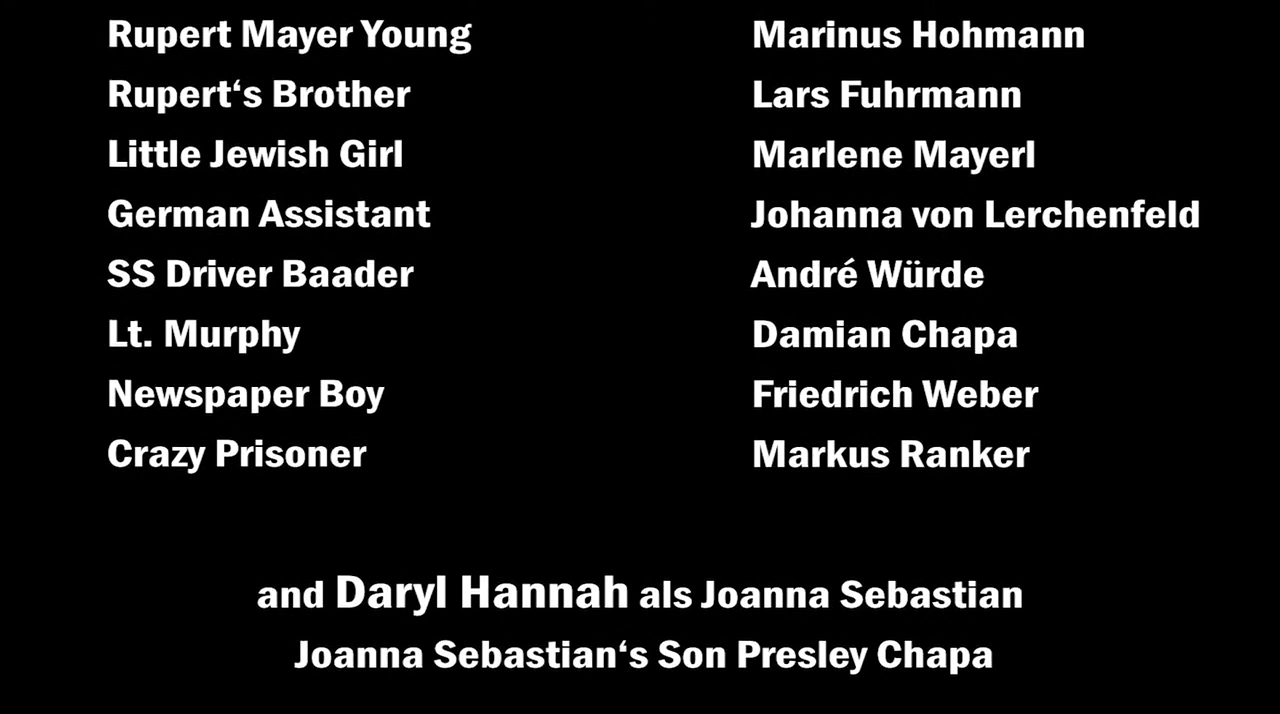 Rupert Mayer Young Marinus Hohmann
Rupert‘s Brother Lars Fuhrmann
Little Jewish Girl Marlene Mayerl
German Assistant Johanna von Lerchenfeld
SS Driver Baader André Würde
Lt. Murphy Damian Chapa
Newspaper Boy Friedrich Weber
Crazy Prisoner Markus Ranker
and Daryl Hannah als Joanna Sebastian
Joanna Sebastian‘s Son Presley Chapa